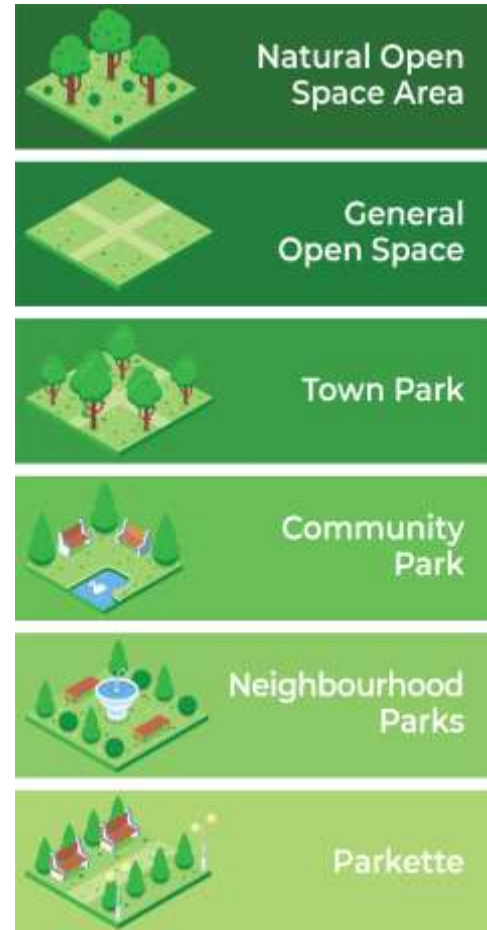 Natural Open
Space Area
General
Open Space
Town Park
Community
Park
Neighbourhood
Parks
Parkette